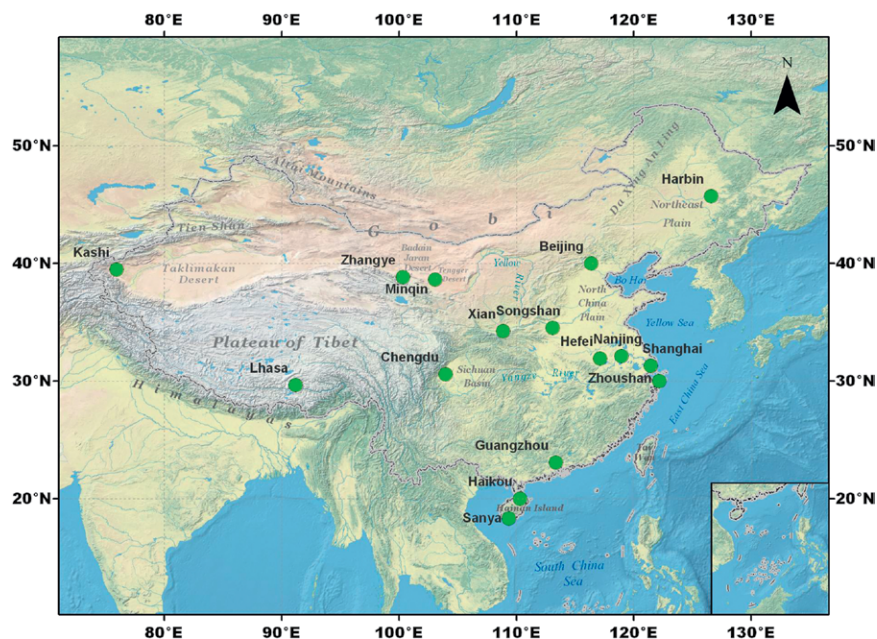 80°E 90°E 100°E 110°E 120°E 130°E
N
50°N 50°N
Da Xing An Ling
Altai Mountains
Harbin
Northeast
Plain
Gobi
Tien Shan
Beijing
Kashi
40°N 40°N
Zhangye
Badain
Jaran
Desert
Yellow
River
Taklimakan
Desert
Tengger
Desert
Minqin
Bo Hai
North
China
Plain
Xian Songshan
Yellow Sea
Plateau of Tibet
Hefei Nanjing
Shanghai
Chengdu
Lhasa
Sichuan
Basin
Yangtze River
Zhoushan
30°N 30°N
Himalayas
East China Sea
Guangzhou
Tai
Wan
Haikou
20°N 20°N
Hainan Island
Sanya
South China
Sea
80°E 90°E 100°E 110°E 120°E 130°E